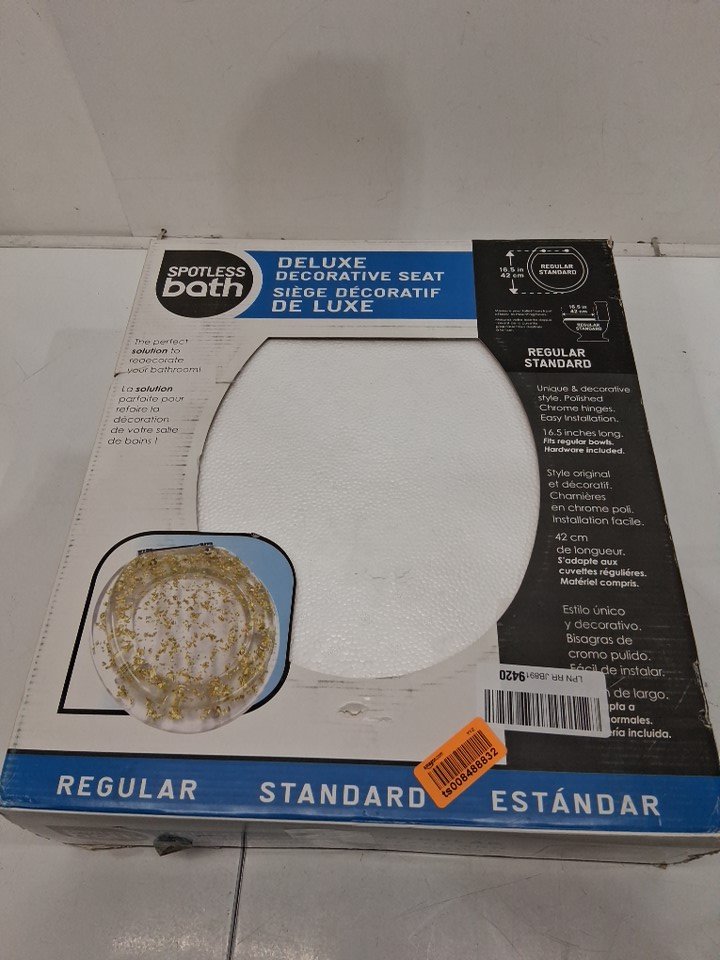 SPOTLESS
bath
DELUXE
DECORATIVE SEAT
SIÈGE DÉCORATIF
DE LUXE
The perfect
solution to
redecorate
your bathroom!
La solution
parfaite pour
refaire la
décoration
de votre salle
de bains !
16.5 in
42 cm
REGULAR
STANDARD
16.5 in
42 cm
REGULAR
STANDARD
REGULAR
STANDARD
Unique & decorative
style. Polished
Chrome hinges.
Easy Installation.
16.5 inches long.
Fits regular bowls.
Hardware included.
Style original
et décoratif.
Charnières
en chrome poli.
Installation facile.
42 cm
de longueur.
S'adapte aux
cuvettes régulières.
Matériel compris.
Estilo único
y decorativo.
Bisagras de
cromo pulido.
Fácil de instalar.
de largo.
LPN RR JB8919420
ts008488832
REGULAR STANDARD ESTÁNDAR